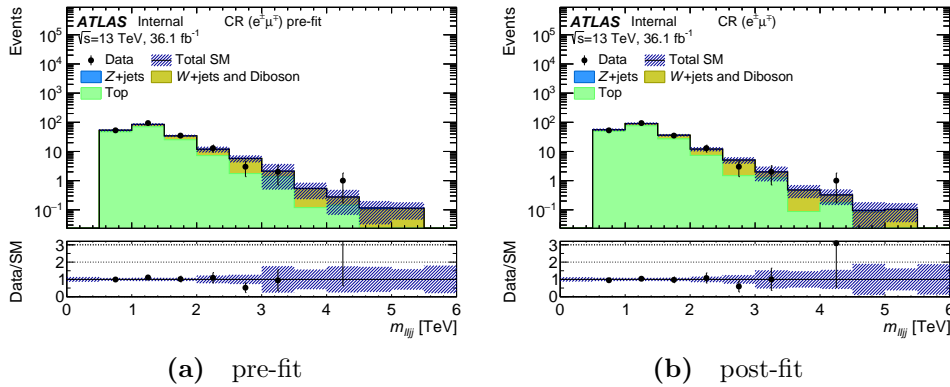 ATLAS Internal CR (e±μ∓) pre-fit
√s=13 TeV, 36.1 fb⁻¹
Data Total SM
Z+jets W+jets and Diboson
Top
Events
10⁵
10⁴
10³
10²
10
1
10⁻¹
Data/SM
3
2
1
0
0 1 2 3 4 5 6
m_lljj [TeV]
(a) pre-fit
ATLAS Internal CR (e±μ∓)
√s=13 TeV, 36.1 fb⁻¹
Data Total SM
Z+jets W+jets and Diboson
Top
Events
10⁵
10⁴
10³
10²
10
1
10⁻¹
Data/SM
3
2
1
0
0 1 2 3 4 5 6
m_lljj [TeV]
(b) post-fit